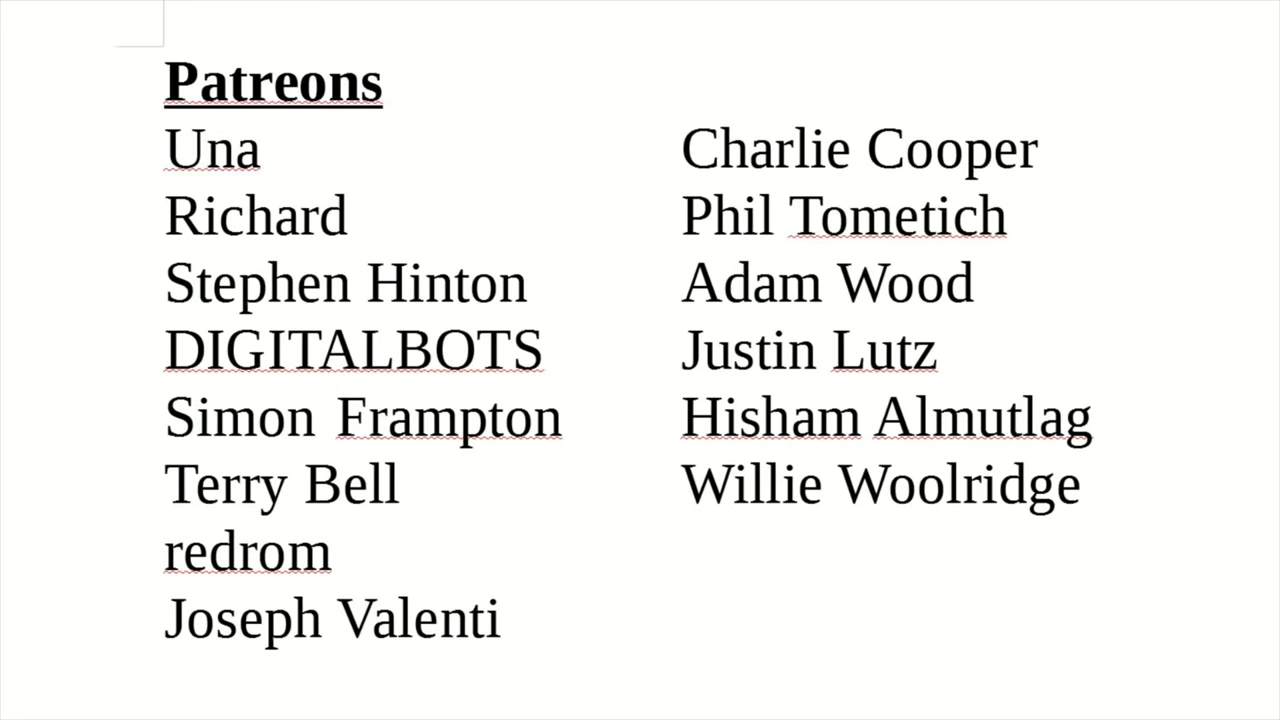 Patreons
Una
Richard
Stephen Hinton
DIGITALBOTS
Simon Frampton
Terry Bell
redrom
Joseph Valenti
Charlie Cooper
Phil Tometich
Adam Wood
Justin Lutz
Hisham Almutlag
Willie Woolridge